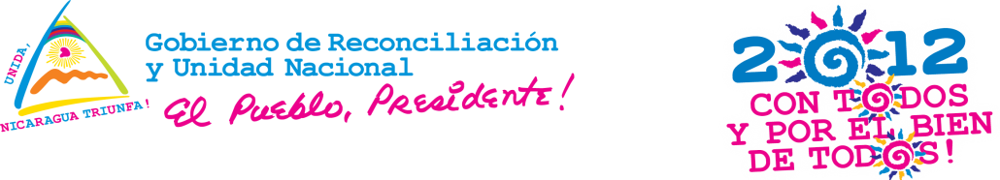 UNIDA,
NICARAGUA TRIUNFA!
Gobierno de Reconciliación
y Unidad Nacional
El Pueblo, Presidente!
2012
CON TODOS
Y POR EL BIEN
DE TODOS!